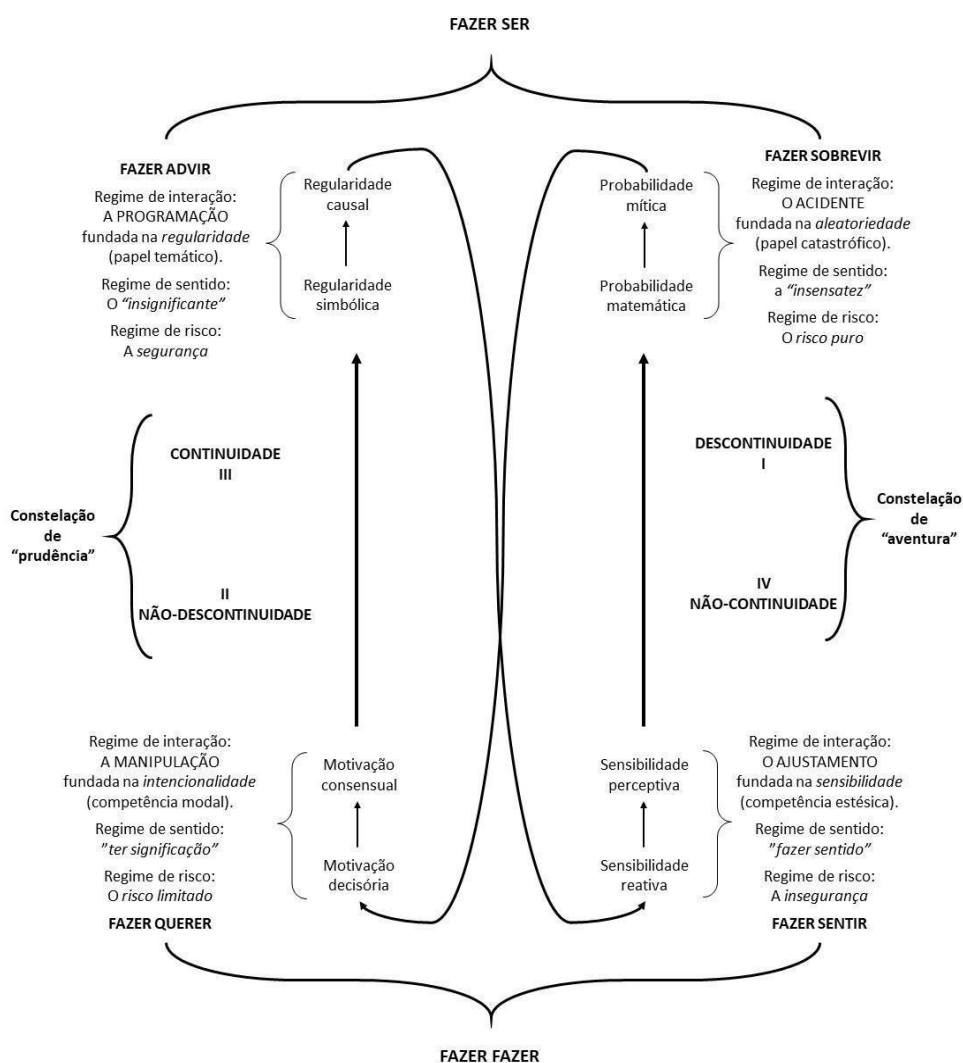 FAZER SER
FAZER ADVIR
Regime de interação:
A PROGRAMAÇÃO
fundada na regularidade
(papel temático).
Regime de sentido:
O “insignificante”
Regime de risco:
A segurança
Regularidade
causal
Regularidade
simbólica
Probabilidade
mítica
Probabilidade
matemática
FAZER SOBREVIR
Regime de interação:
O ACIDENTE
fundada na aleatoriedade
(papel catastrófico).
Regime de sentido:
a “insensatez”
Regime de risco:
O risco puro
Constelação
de
“prudência”
CONTINUIDADE
III
II
NÃO-DESCONTINUIDADE
DESCONTINUIDADE
I
IV
NÃO-CONTINUIDADE
Constelação
de
“aventura”
Regime de interação:
A MANIPULAÇÃO
fundada na intencionalidade
(competência modal).
Regime de sentido:
”ter significação”
Regime de risco:
O risco limitado
FAZER QUERER
Motivação
consensual
Motivação
decisória
Sensibilidade
perceptiva
Sensibilidade
reativa
Regime de interação:
O AJUSTAMENTO
fundada na sensibilidade
(competência estésica).
Regime de sentido:
”fazer sentido”
Regime de risco:
A insegurança
FAZER SENTIR
FAZER FAZER